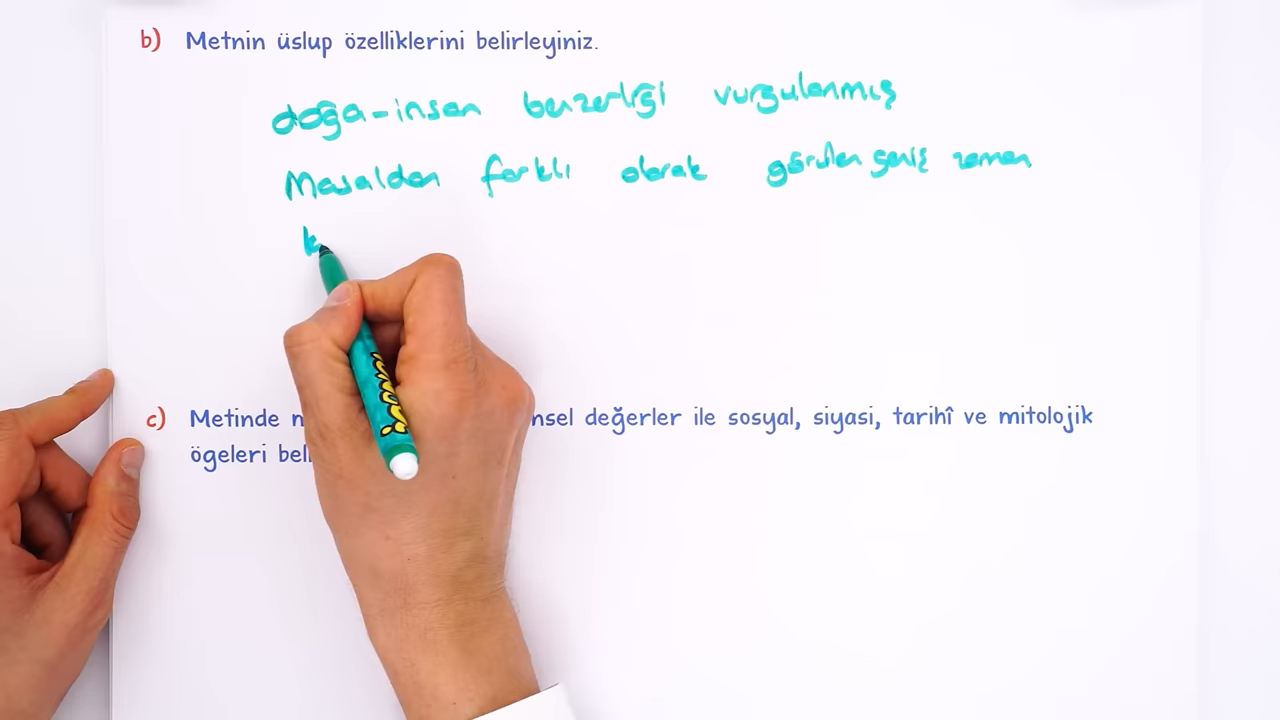 b) Metnin üslup özelliklerini belirleyiniz.
doğa-insan benzerliği vurgulanmış
Masaldan farklı olarak görülen geniş zaman
k
c) Metinde m nsel değerler ile sosyal, siyasi, tarihî ve mitolojik
ögeleri bel